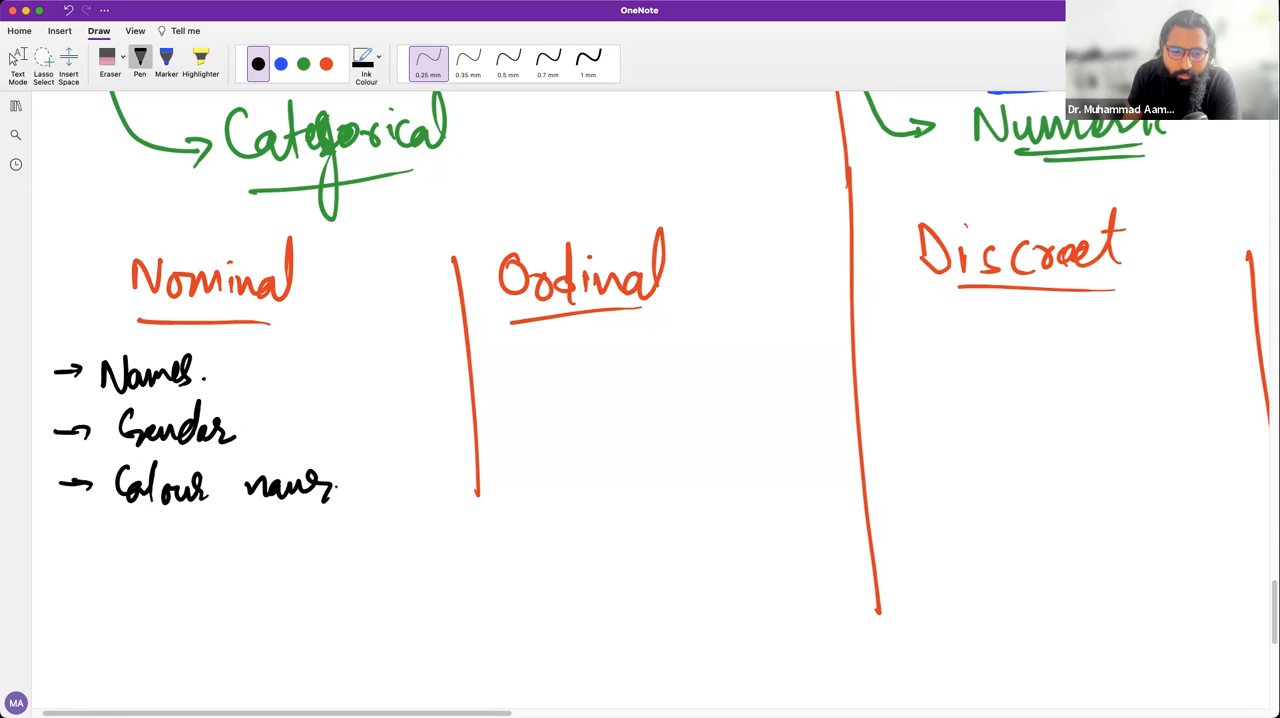 OneNote
Home Insert Draw View Tell me
Text Mode Lasso Select Insert Space Eraser Pen Marker Highlighter Ink Colour 0.25 mm 0.35 mm 0.5 mm 0.7 mm 1 mm
Dr. Muhammad Aam...
Categorical
Numeric
Nominal
Ordinal
Discreet
→ Names.
→ Gendar
→ Colour names.
MA